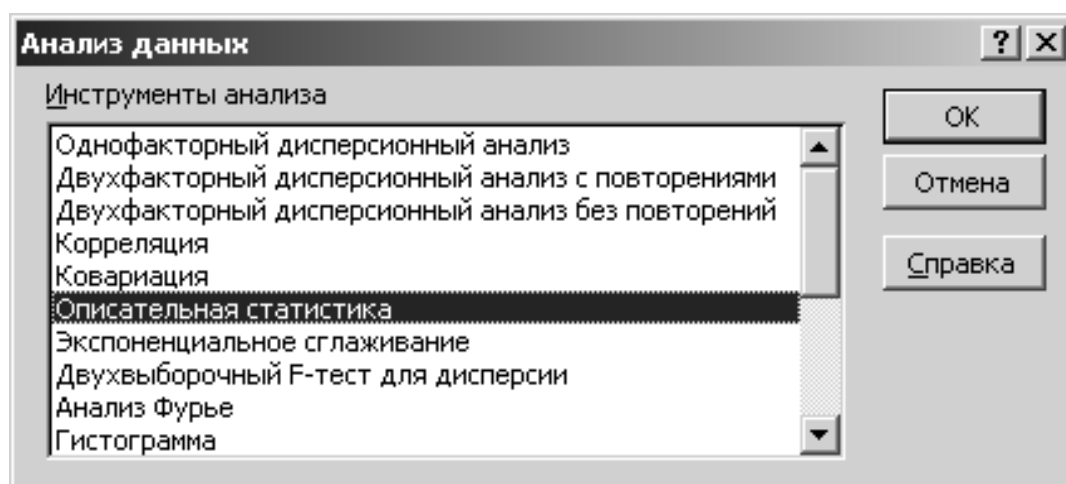 Анализ данных
Инструменты анализа
Однофакторный дисперсионный анализ
Двухфакторный дисперсионный анализ с повторениями
Двухфакторный дисперсионный анализ без повторений
Корреляция
Ковариация
Описательная статистика
Экспоненциальное сглаживание
Двухвыборочный F-тест для дисперсии
Анализ Фурье
Гистограмма
OK
Отмена
Справка